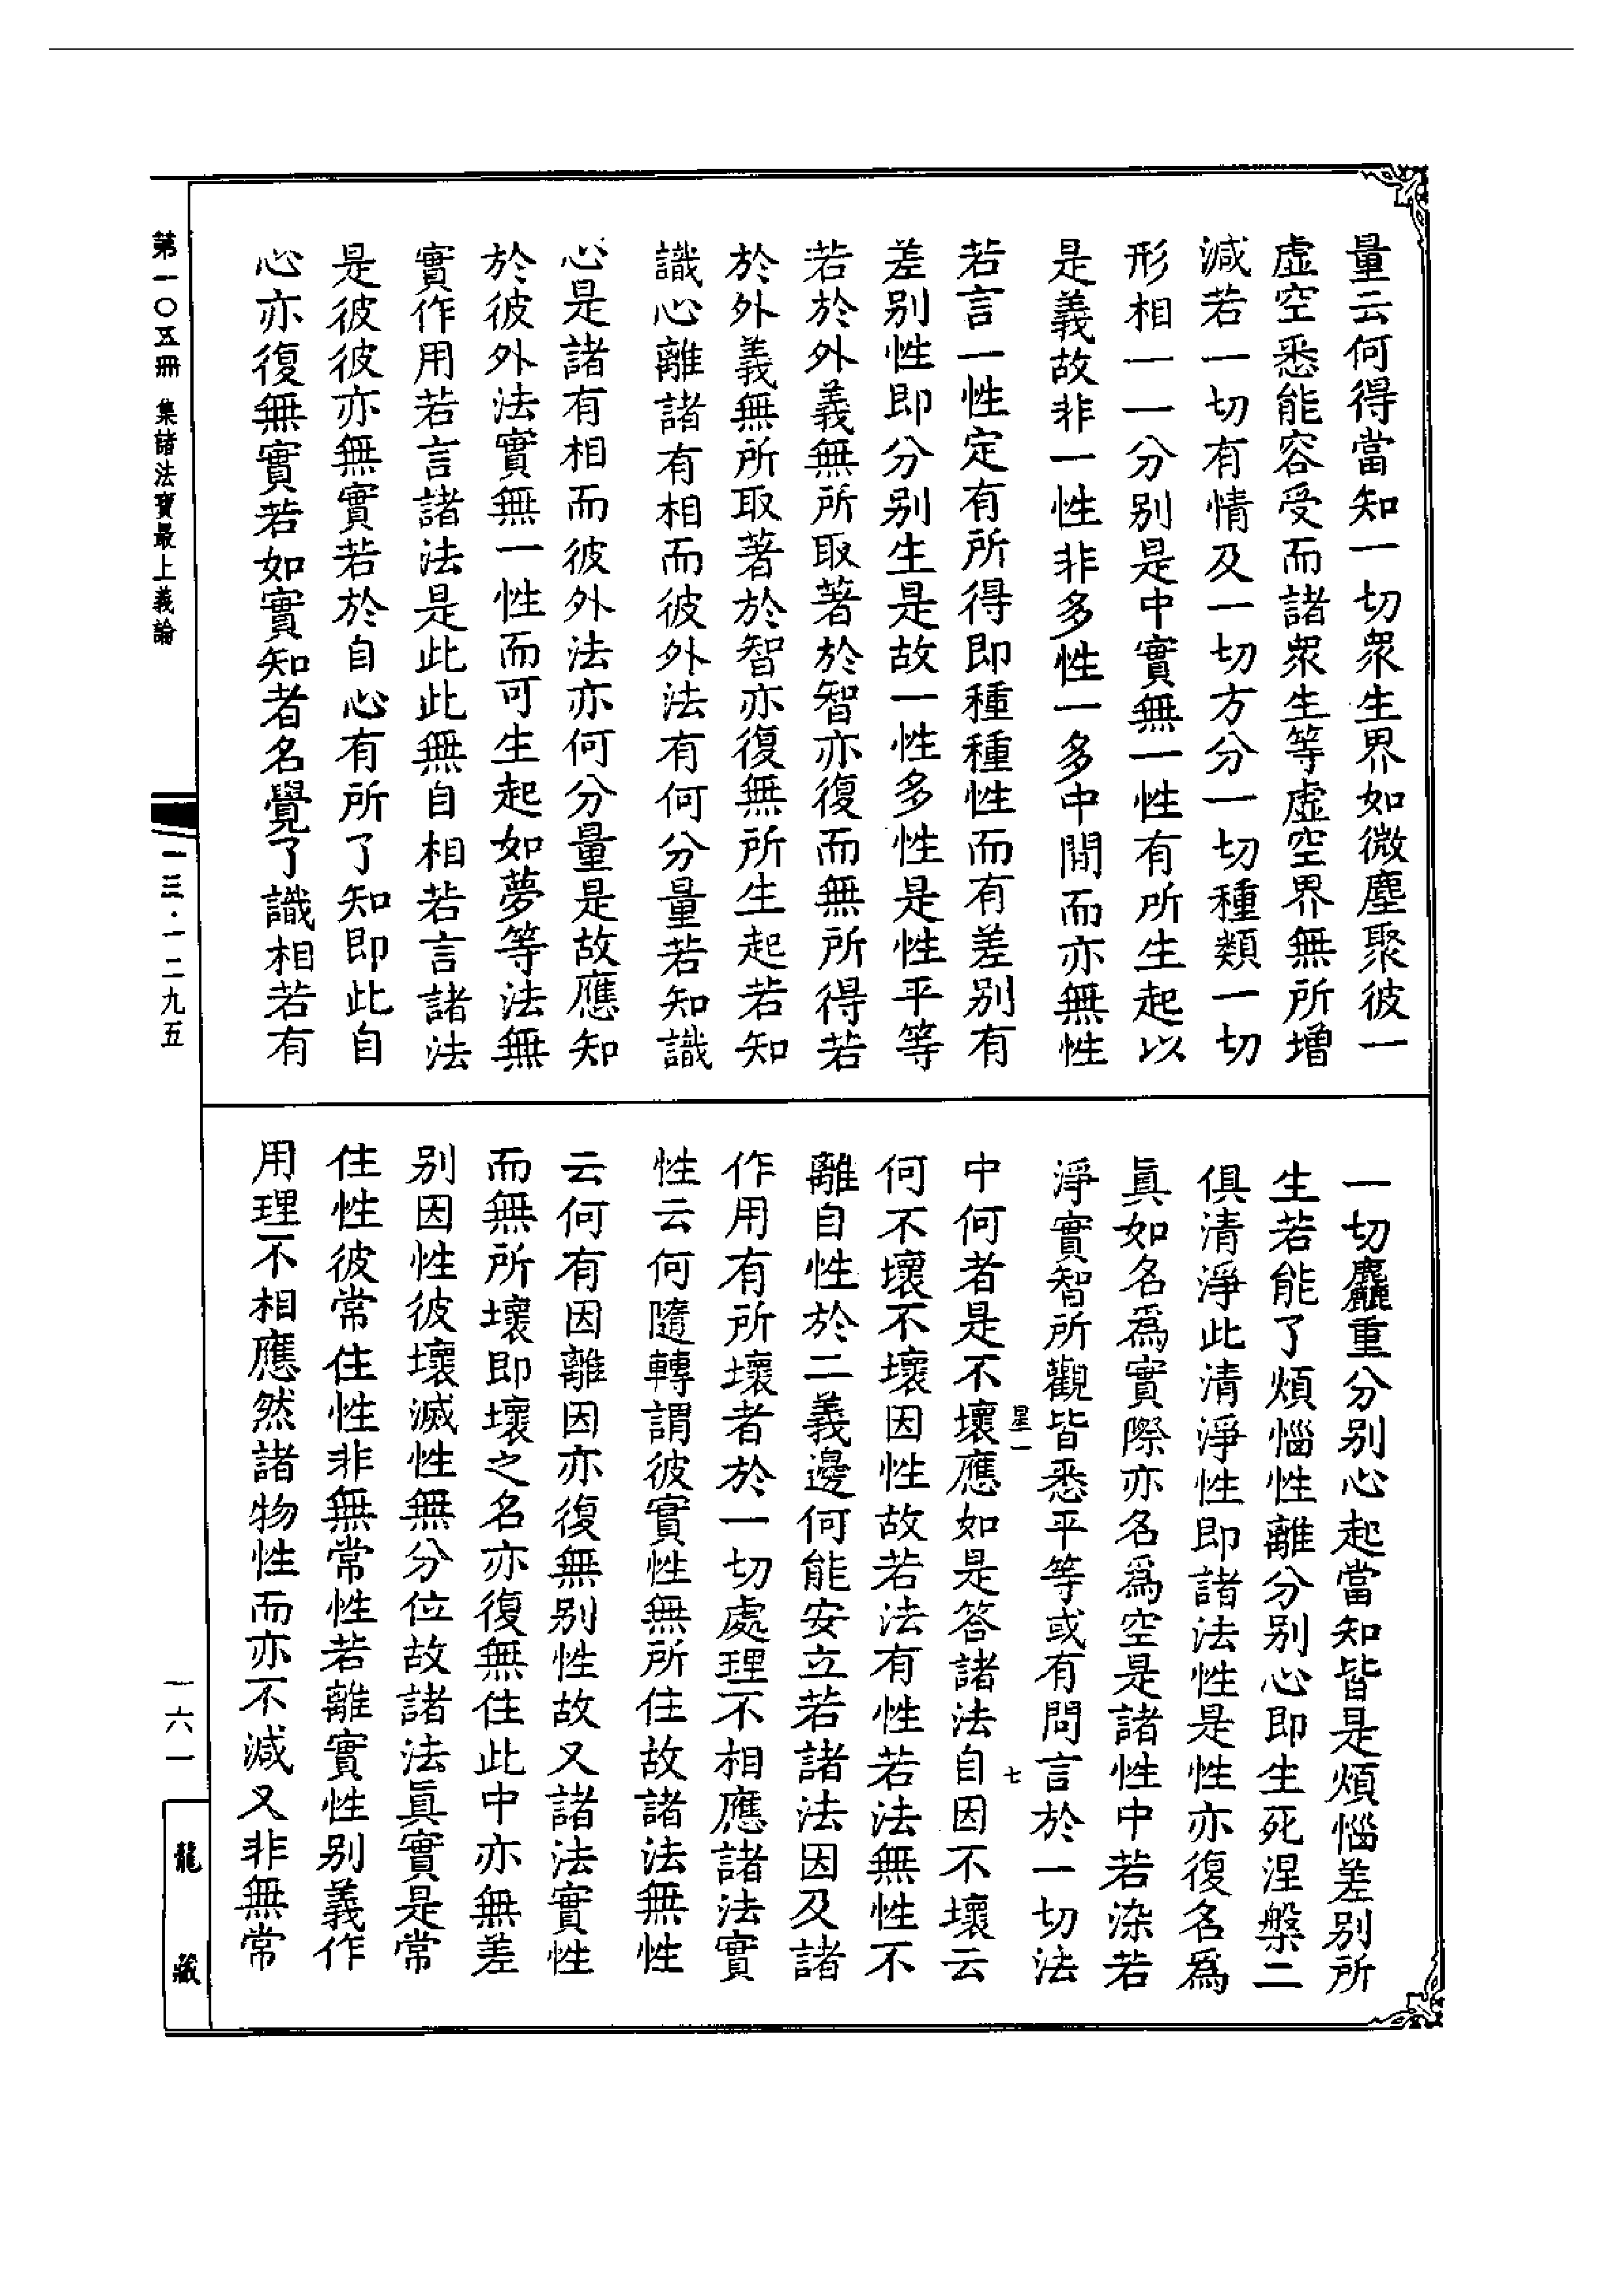 量云何得當知一切衆生界如微塵聚彼一
虛空悉能容受而諸衆生等虛空界無所增
減若一切有情及一切方分一切種類一切
形相一一分别是中實無一性有所生起以
是義故非一性非多性一多中間而亦無性
若言一性定有所得即種種性而有差别有
差别性即分别生是故一性多性是性平等
若於外義無所取著於智亦復而無所得若
於外義無所取著於智亦復無所生起若知
識心離諸有相而彼外法有何分量若知識
心是諸有相而彼外法亦何分量是故應知
於彼外法實無一性而可生起如夢等法無
實作用若言諸法是此此無自相若言諸法
是彼彼亦無實若於自心有所了知即此自
心亦復無實若如實知者名覺了識相若有
一切麤重分别心起當知皆是煩惱差别所
生若能了煩惱性離分别心即生死涅槃二
俱清淨此清淨性即諸法性是性亦復名爲
眞如名爲實際亦名爲空是諸性中若染若
淨實智所觀皆悉平等或有問言於一切法
星一
七
中何者是不壞應如是答諸法自因不壞云
何不壞不壞因性故若法有性若法無性不
離自性於二義邊何能安立若諸法因及諸
作用有所壞者於一切處理不相應諸法實
性云何隨轉謂彼實性無所住故諸法無性
云何有因離因亦復無别性故又諸法實性
而無所壞即壞之名亦復無住此中亦無差
别因性彼壞滅性無分位故諸法眞實是常
住性彼常住性非無常性若離實性别義作
用理不相應然諸物性而亦不減又非無常
第一〇五冊 集諸法寶最上義論
一三·一二九五
一六一
龍藏